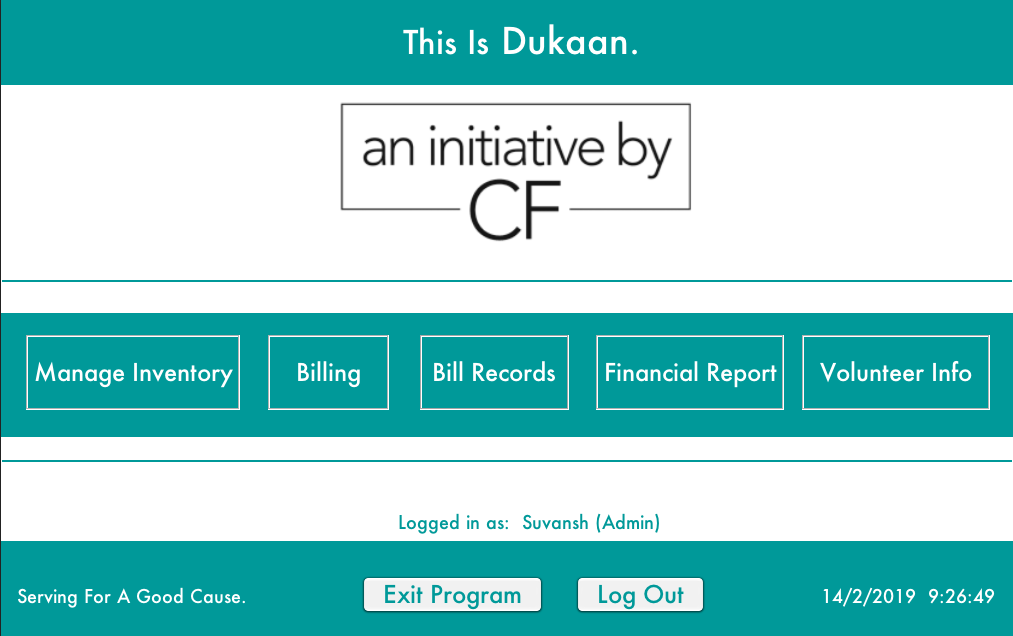 This Is Dukaan.
an initiative by
CF
Manage Inventory
Billing
Bill Records
Financial Report
Volunteer Info
Logged in as: Suvansh (Admin)
Serving For A Good Cause.
Exit Program
Log Out
14/2/2019 9:26:49